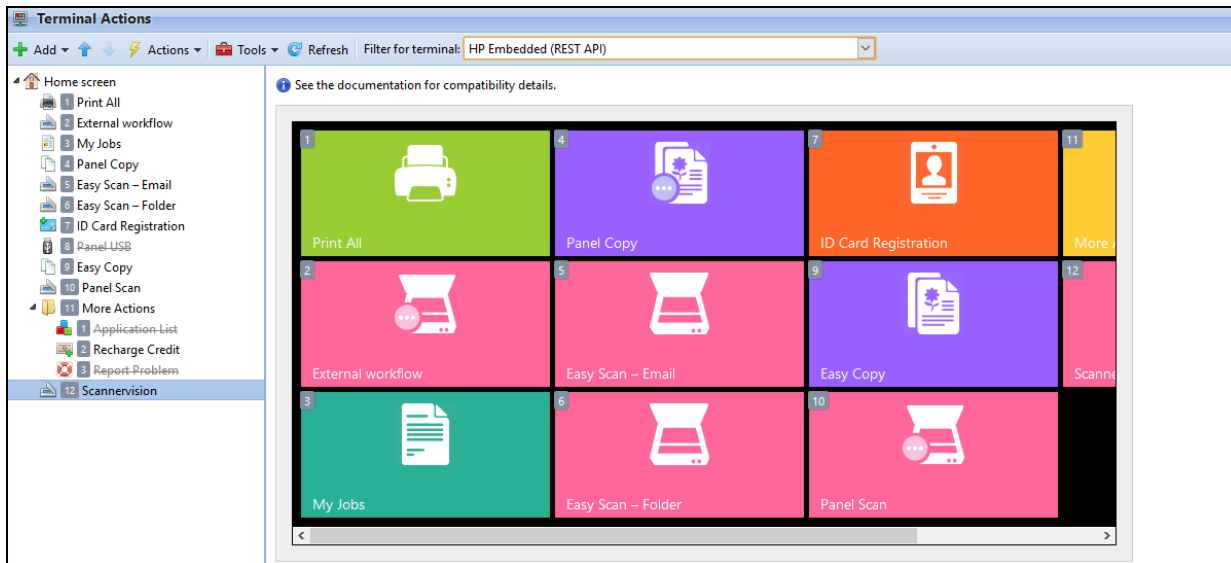 Terminal Actions
Add Actions Tools Refresh Filter for terminal: HP Embedded (REST API)
Home screen
1 Print All
2 External workflow
3 My Jobs
4 Panel Copy
5 Easy Scan – Email
6 Easy Scan – Folder
7 ID Card Registration
8 Panel USB
9 Easy Copy
10 Panel Scan
11 More Actions
1 Application List
2 Recharge Credit
3 Report Problem
12 Scannervision
See the documentation for compatibility details.
1 4 7 11
Print All Panel Copy ID Card Registration More
2 5 9 12
External workflow Easy Scan – Email Easy Copy Scanne
3 6 10
My Jobs Easy Scan – Folder Panel Scan